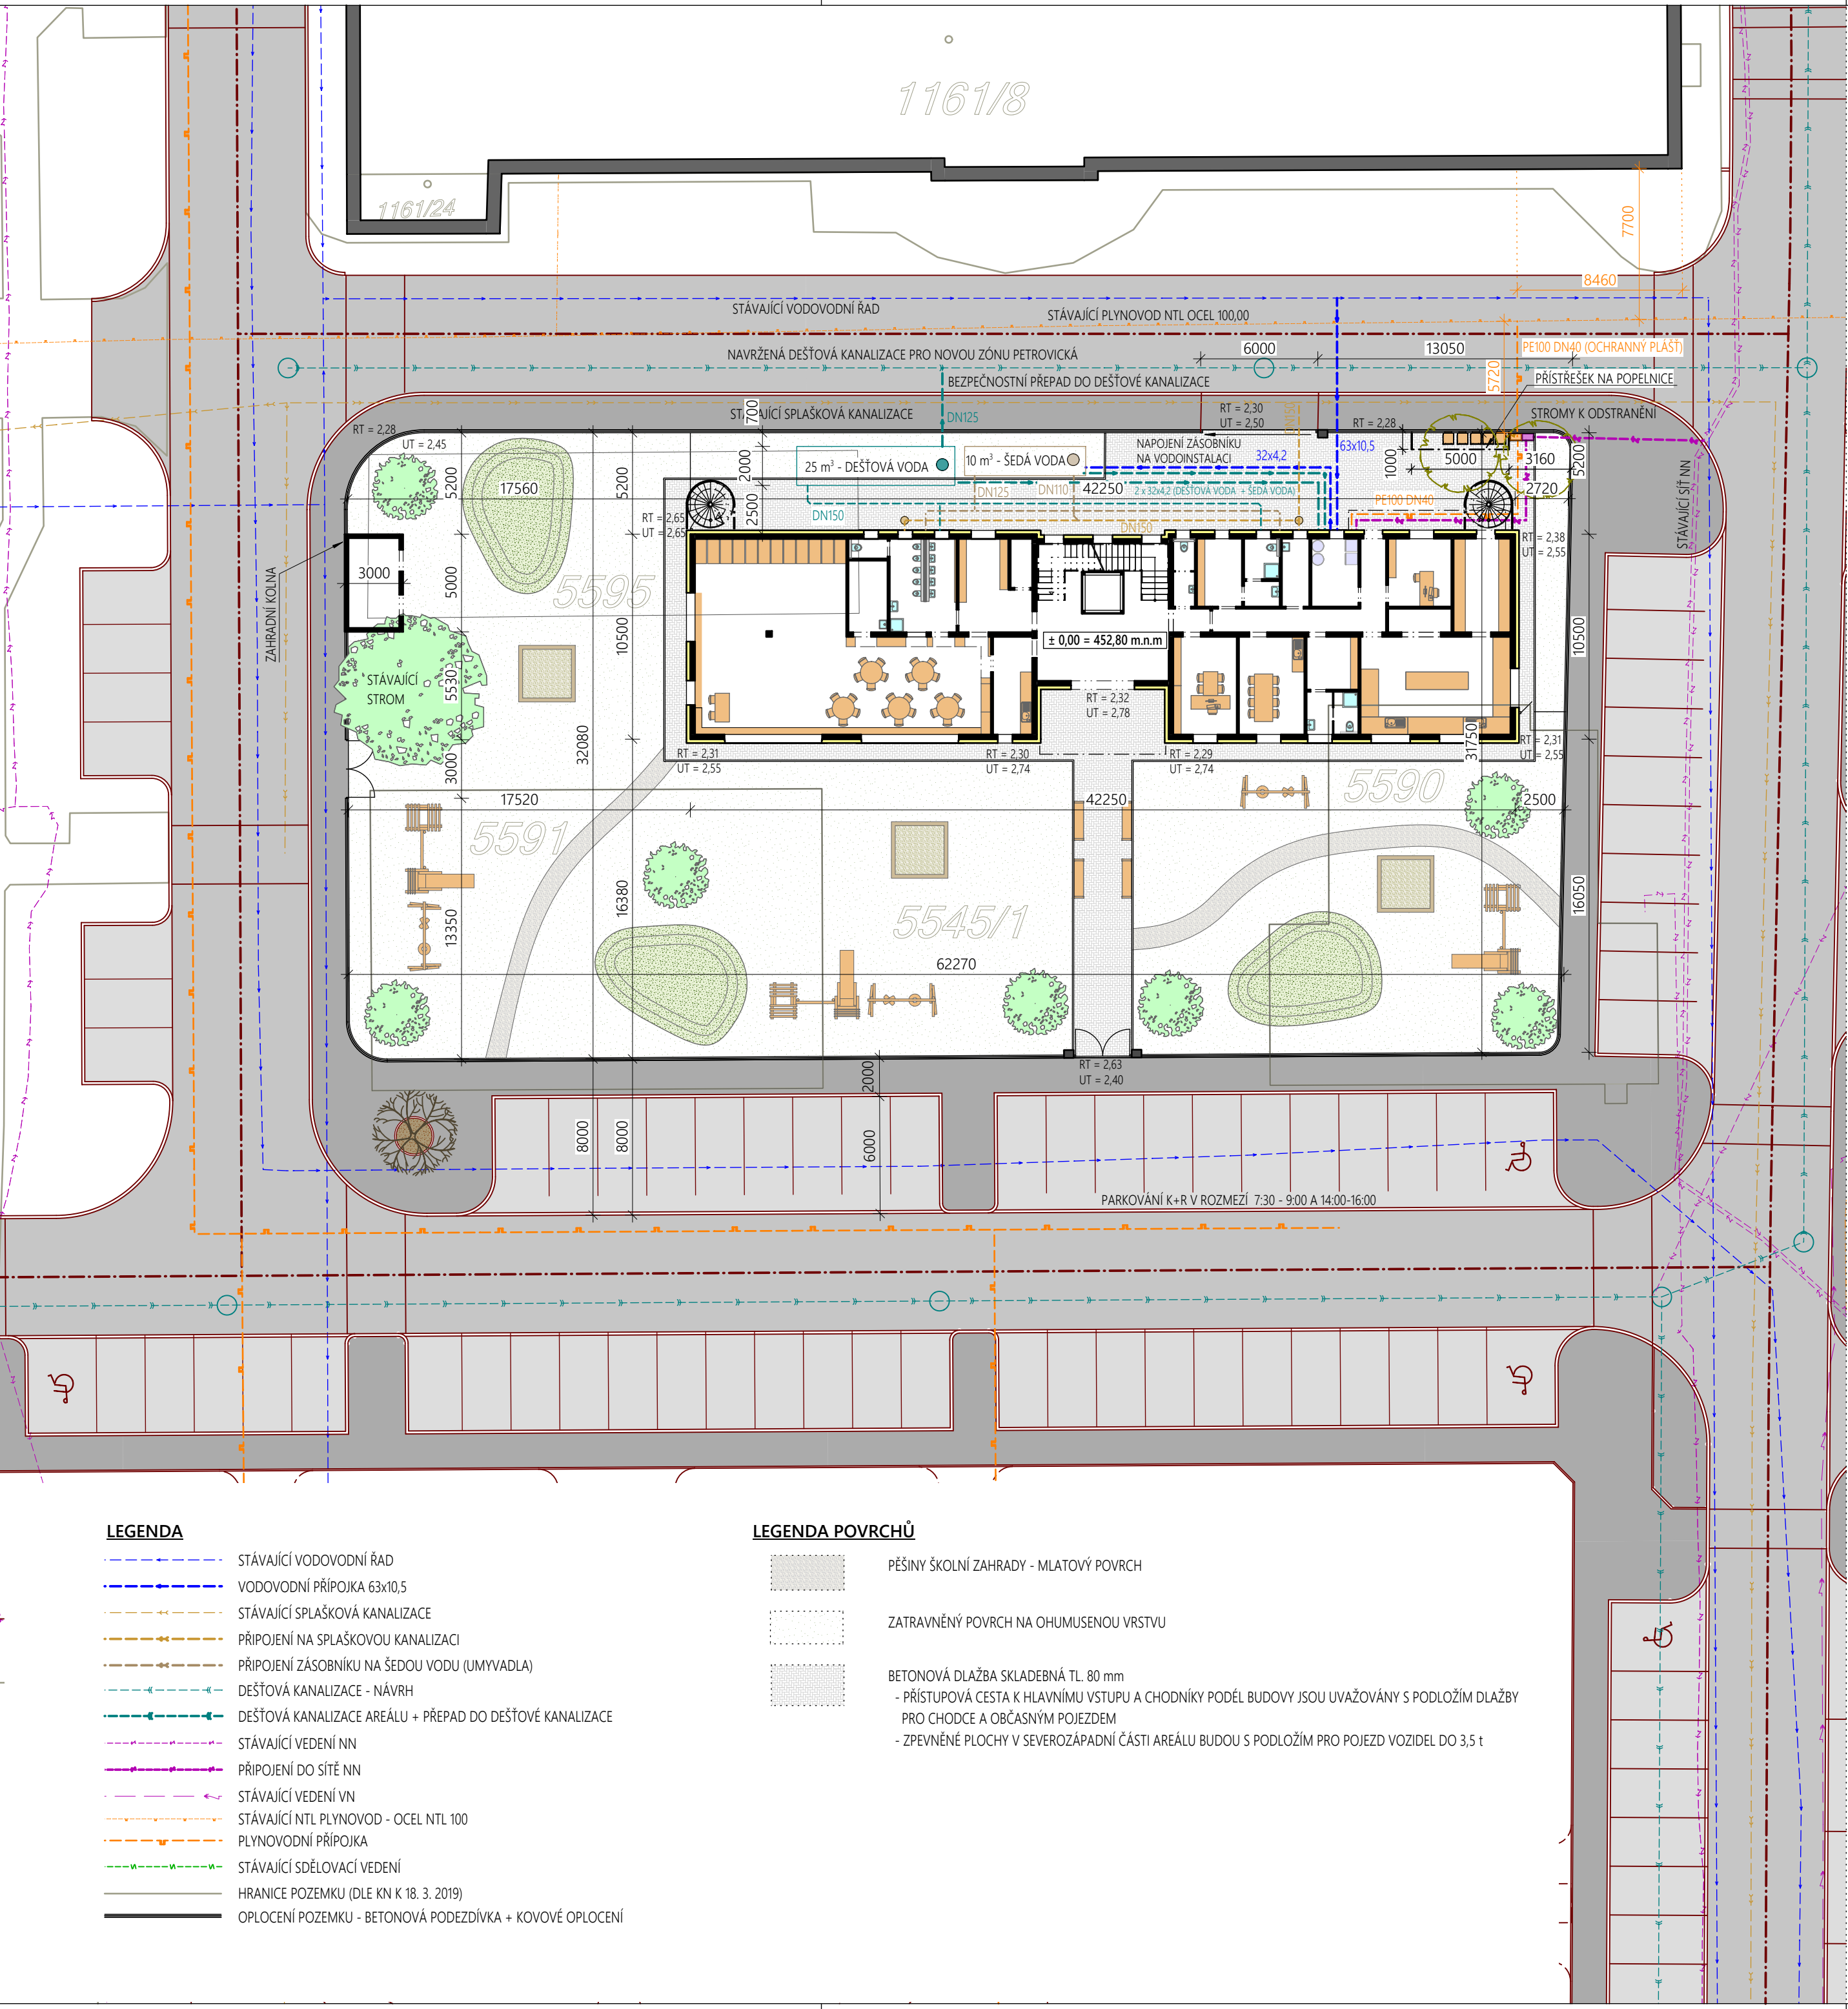 1161/8
1161/24
7700
8460
STÁVAJÍCÍ VODOVODNÍ ŘAD
STÁVAJÍCÍ PLYNOVOD NTL OCEL 100,00
NAVRŽENÁ DEŠŤOVÁ KANALIZACE PRO NOVOU ZÓNU PETROVICKÁ
6000
13050
PE100 DN40 (OCHRANNÝ PLÁŠŤ)
5720
BEZPEČNOSTNÍ PŘEPAD DO DEŠŤOVÉ KANALIZACE
PŘÍSTŘEŠEK NA POPELNICE
STÁVAJÍCÍ SPLAŠKOVÁ KANALIZACE
700
DN125
RT = 2,30
UT = 2,50
DN150
RT = 2,28
STROMY K ODSTRANĚNÍ
RT = 2,28
UT = 2,45
NAPOJENÍ ZÁSOBNÍKU
NA VODOINSTALACI
63x10,5
32x4,2
25 m³ - DEŠŤOVÁ VODA
10 m³ - ŠEDÁ VODA
1000
5000
3160
5200
5200
5200
2000
17560
42250
2720
DN125
DN110
2 x 32x4,2 (DEŠŤOVÁ VODA + ŠEDÁ VODA)
PE100 DN40
2500
DN150
DN150
RT = 2,65
UT = 2,65
RT = 2,38
UT = 2,55
STÁVAJÍCÍ SÍŤ NN
ZAHRADNÍ KOLNA
3000
5000
5595
10500
10500
± 0,00 = 452,80 m.n.m
STÁVAJÍCÍ
STROM
5530
RT = 2,32
UT = 2,78
32080
3000
31750
RT = 2,31
UT = 2,55
RT = 2,30
UT = 2,74
RT = 2,29
UT = 2,74
RT = 2,31
UT = 2,55
5590
17520
42250
2500
5591
13350
16380
5545/1
16050
62270
RT = 2,63
UT = 2,40
2000
8000
8000
6000
PARKOVÁNÍ K+R V ROZMEZÍ 7:30 - 9:00 A 14:00-16:00
LEGENDA
STÁVAJÍCÍ VODOVODNÍ ŘAD
VODOVODNÍ PŘÍPOJKA 63x10,5
STÁVAJÍCÍ SPLAŠKOVÁ KANALIZACE
PŘIPOJENÍ NA SPLAŠKOVOU KANALIZACI
PŘIPOJENÍ ZÁSOBNÍKU NA ŠEDOU VODU (UMYVADLA)
DEŠŤOVÁ KANALIZACE - NÁVRH
DEŠŤOVÁ KANALIZACE AREÁLU + PŘEPAD DO DEŠŤOVÉ KANALIZACE
STÁVAJÍCÍ VEDENÍ NN
PŘIPOJENÍ DO SÍTĚ NN
STÁVAJÍCÍ VEDENÍ VN
STÁVAJÍCÍ NTL PLYNOVOD - OCEL NTL 100
PLYNOVODNÍ PŘÍPOJKA
STÁVAJÍCÍ SDĚLOVACÍ VEDENÍ
HRANICE POZEMKU (DLE KN K 18. 3. 2019)
OPLOCENÍ POZEMKU - BETONOVÁ PODEZDÍVKA + KOVOVÉ OPLOCENÍ
LEGENDA POVRCHŮ
PĚŠINY ŠKOLNÍ ZAHRADY - MLATOVÝ POVRCH
ZATRAVNĚNÝ POVRCH NA OHUMUSENOU VRSTVU
BETONOVÁ DLAŽBA SKLADEBNÁ TL. 80 mm
- PŘÍSTUPOVÁ CESTA K HLAVNÍMU VSTUPU A CHODNÍKY PODÉL BUDOVY JSOU UVAŽOVÁNY S PODLOŽÍM DLAŽBY
PRO CHODCE A OBČASNÝM POJEZDEM
- ZPEVNĚNÉ PLOCHY V SEVEROZÁPADNÍ ČÁSTI AREÁLU BUDOU S PODLOŽÍM PRO POJEZD VOZIDEL DO 3,5 t